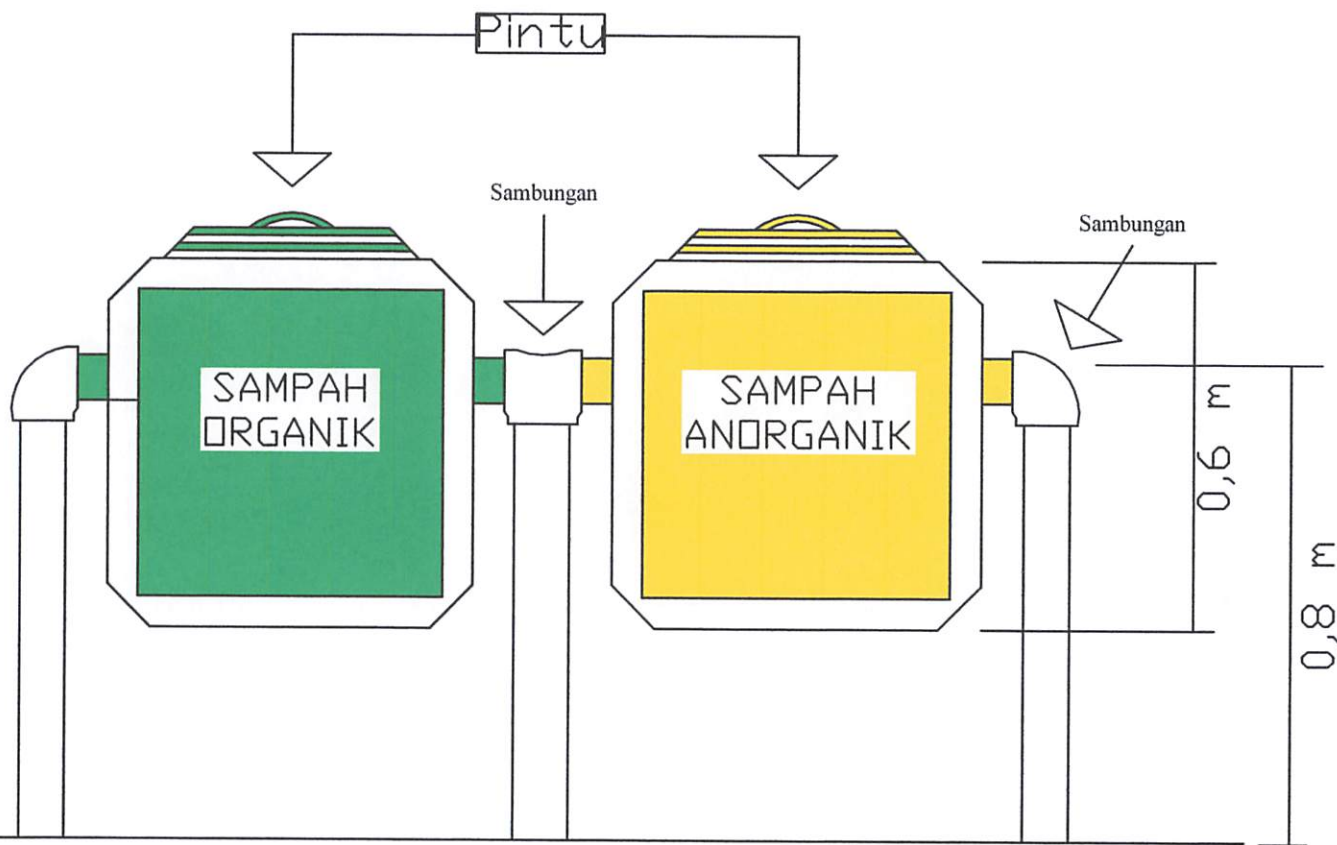 Pintu
Sambungan
Sambungan
SAMPAH
ORGANIK
SAMPAH
ANORGANIK
0,6 m
0,8 m